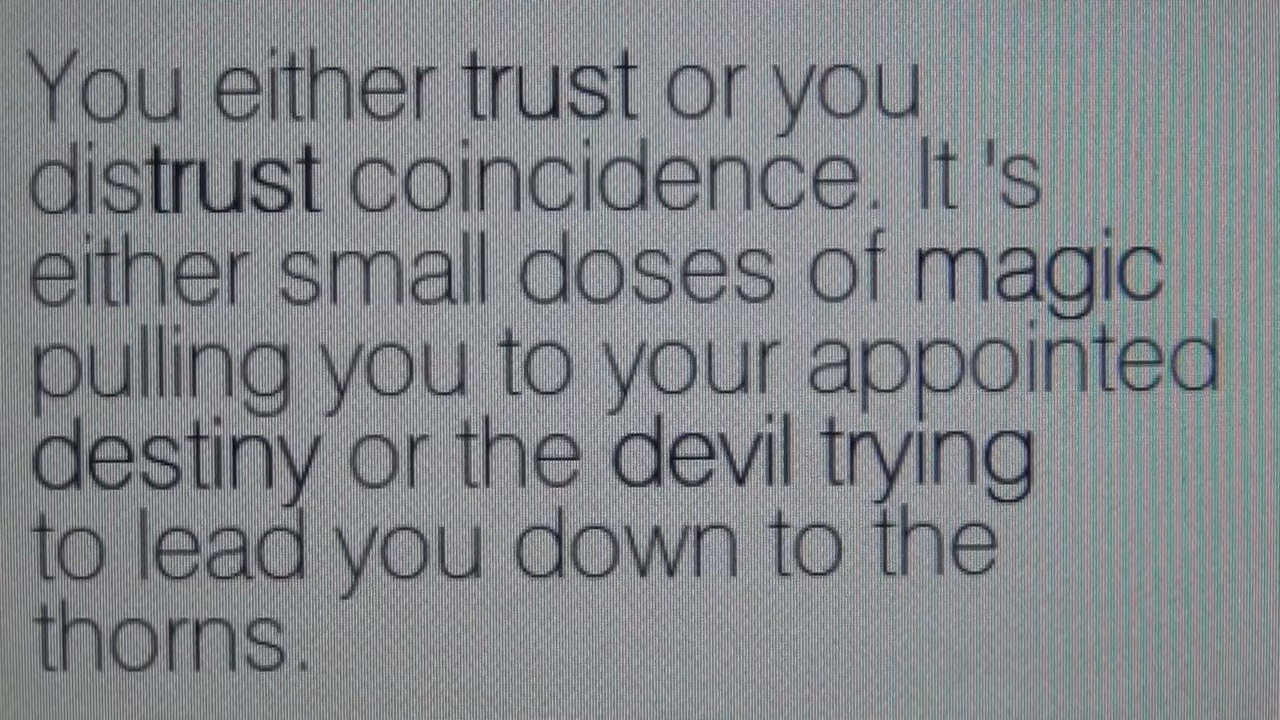 You either trust or you
distrust coincidence. It 's
either small doses of magic
pulling you to your appointed
destiny or the devil trying
to lead you down to the
thorns.